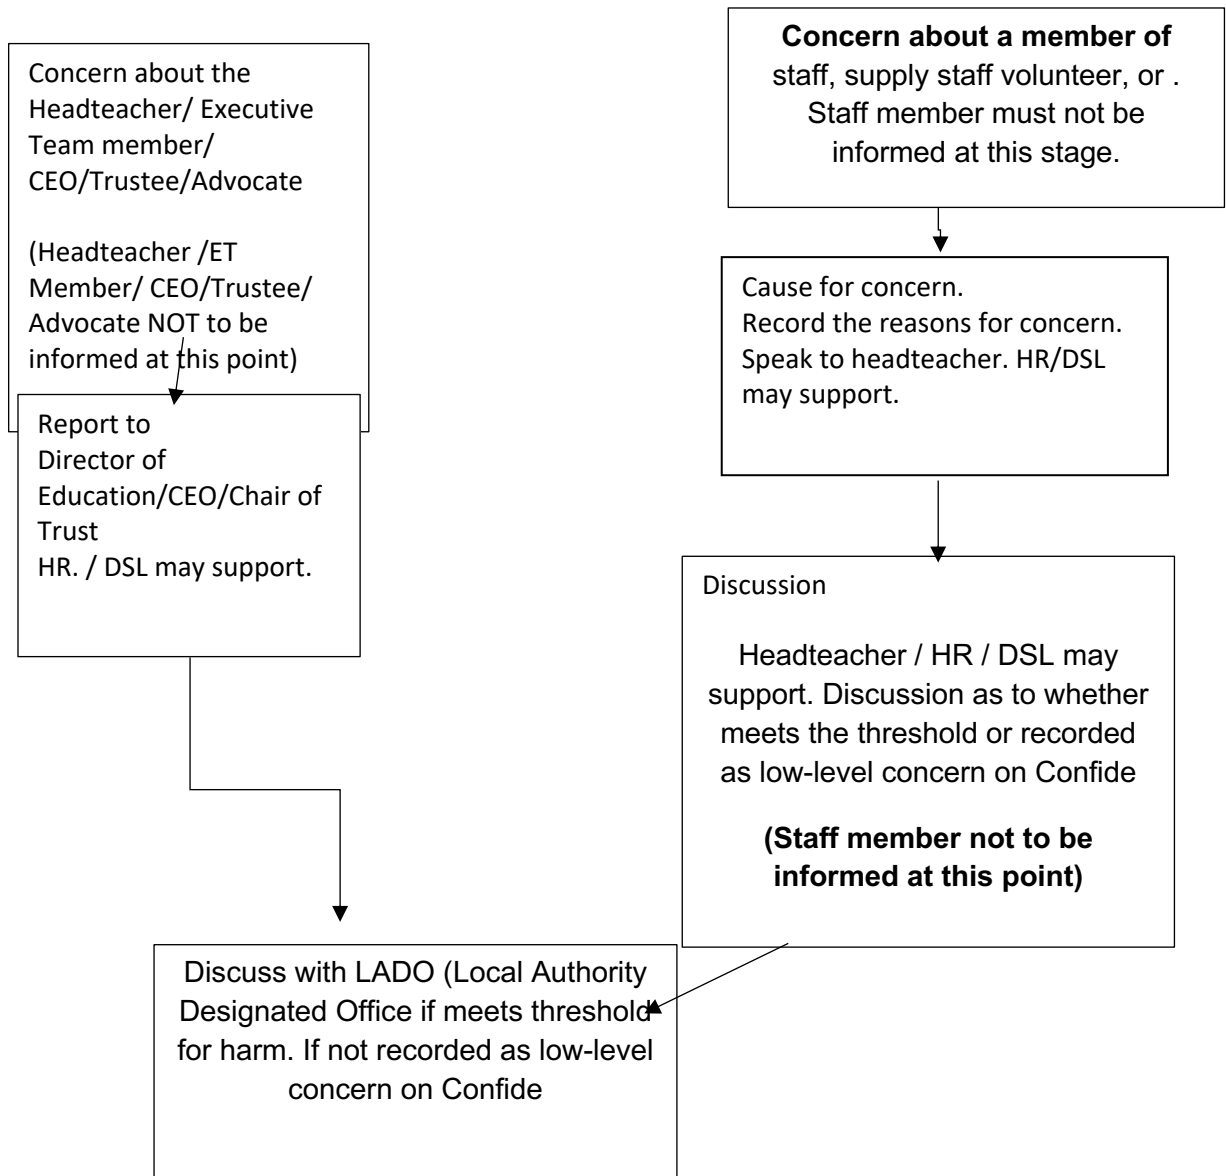 Concern about the
Headteacher/ Executive
Team member/
CEO/Trustee/Advocate
(Headteacher /ET
Member/ CEO/Trustee/
Advocate NOT to be
informed at this point)
Report to
Director of
Education/CEO/Chair of
Trust
HR. / DSL may support.
Concern about a member of
staff, supply staff volunteer, or .
Staff member must not be
informed at this stage.
Cause for concern.
Record the reasons for concern.
Speak to headteacher. HR/DSL
may support.
Discussion
Headteacher / HR / DSL may
support. Discussion as to whether
meets the threshold or recorded
as low-level concern on Confide
(Staff member not to be
informed at this point)
Discuss with LADO (Local Authority
Designated Office if meets threshold
for harm. If not recorded as low-level
concern on Confide